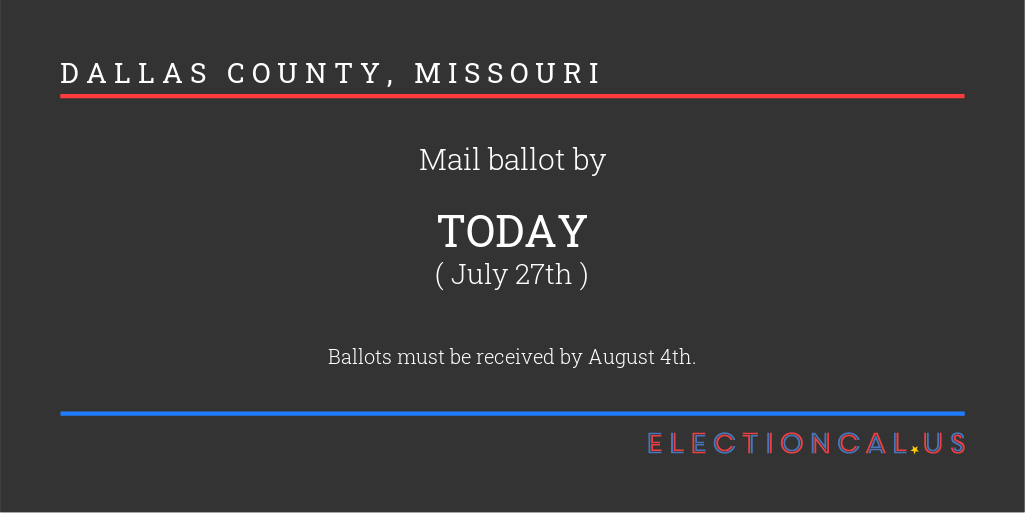 DALLAS COUNTY, MISSOURI
Mail ballot by
TODAY
( July 27th )
Ballots must be received by August 4th.
ELECTIONCAL.US